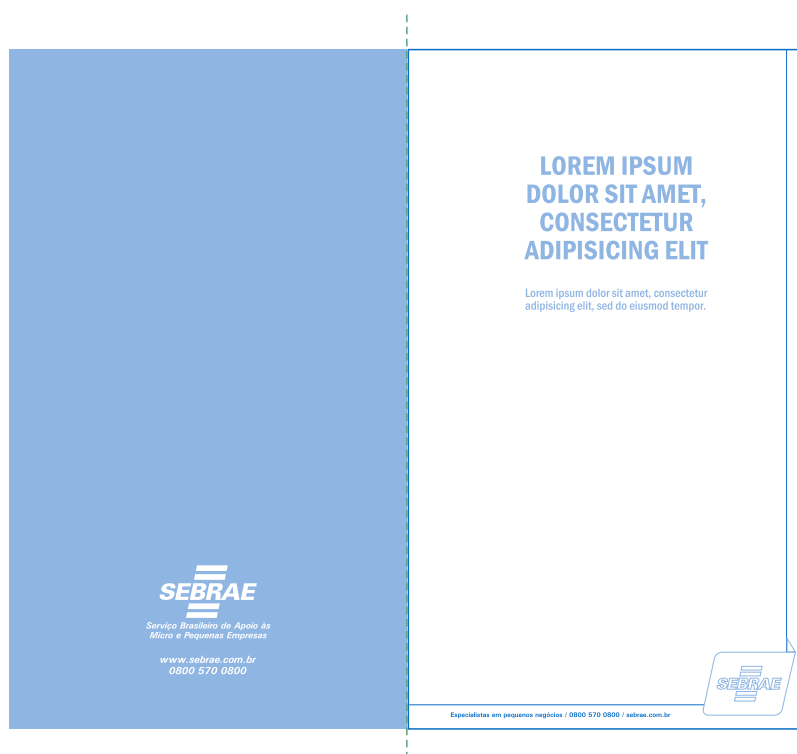 LOREM IPSUM
DOLOR SIT AMET,
CONSECTETUR
ADIPISICING ELIT
Lorem ipsum dolor sit amet, consectetur
adipisicing elit, sed do eiusmod tempor.
SEBRAE
Serviço Brasileiro de Apoio às
Micro e Pequenas Empresas
www.sebrae.com.br
0800 570 0800
SEBRAE
Especialistas em pequenos negócios / 0800 570 0800 / sebrae.com.br